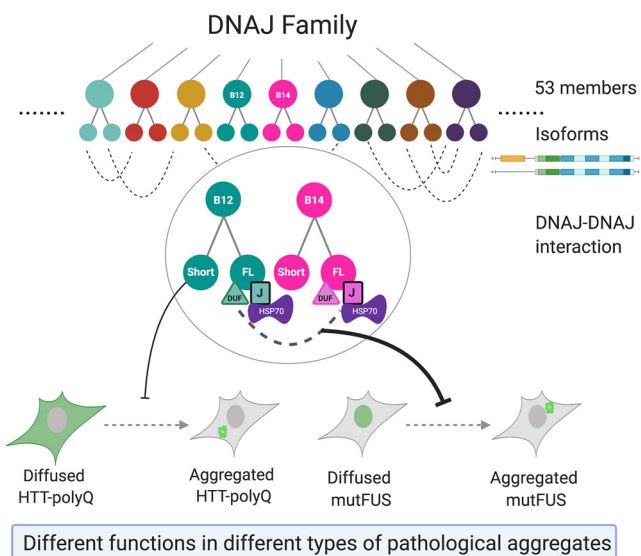 DNAJ Family
B12
B14
53 members
Isoforms
DNAJ-DNAJ
interaction
B12
B14
Short
FL
Short
FL
DUF
J
HSP70
DUF
J
HSP70
Diffused
HTT-polyQ
Aggregated
HTT-polyQ
Diffused
mutFUS
Aggregated
mutFUS
Different functions in different types of pathological aggregates